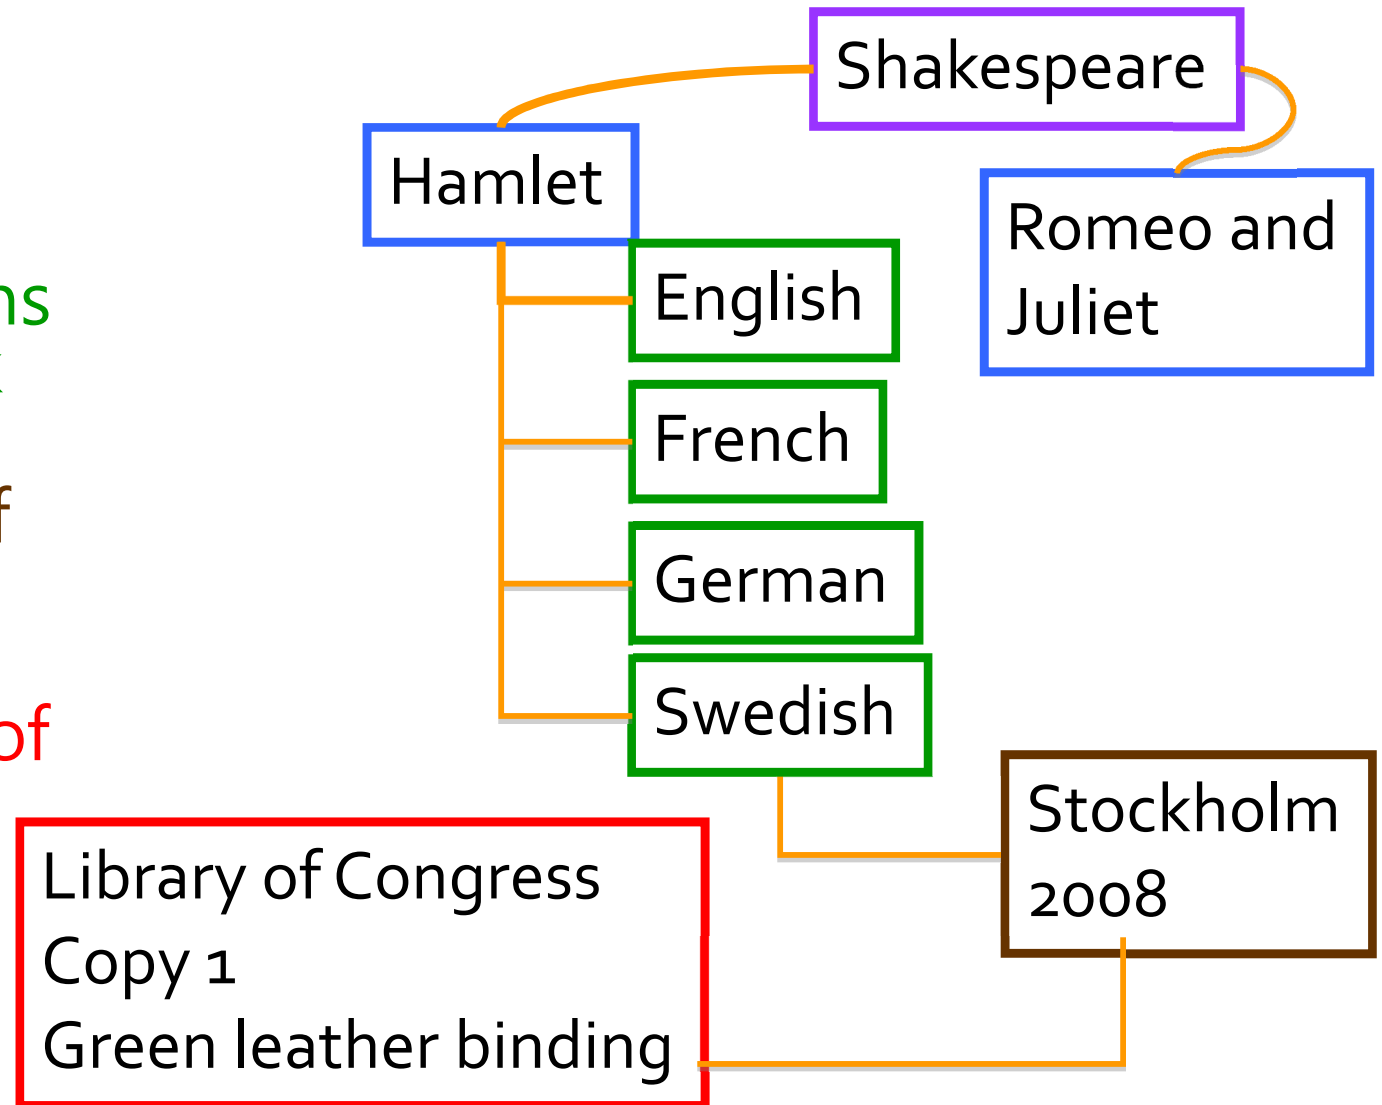 Shakespeare
Hamlet
Romeo and
Juliet
English
French
German
Swedish
of
Stockholm
2008
Library of Congress
Copy 1
Green leather binding